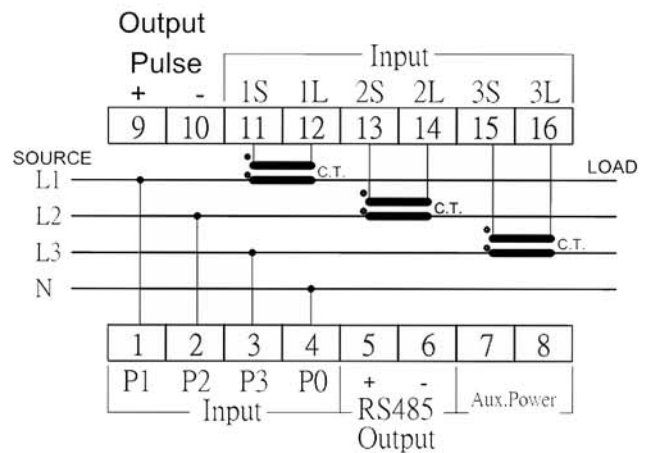 Output
Pulse
Input
+ - 1S 1L 2S 2L 3S 3L
9 10 11 12 13 14 15 16
SOURCE
LOAD
L1
C.T.
L2
C.T.
L3
C.T.
N
1 2 3 4 5 6 7 8
P1 P2 P3 P0 + -
Input
RS485
Output
Aux.Power